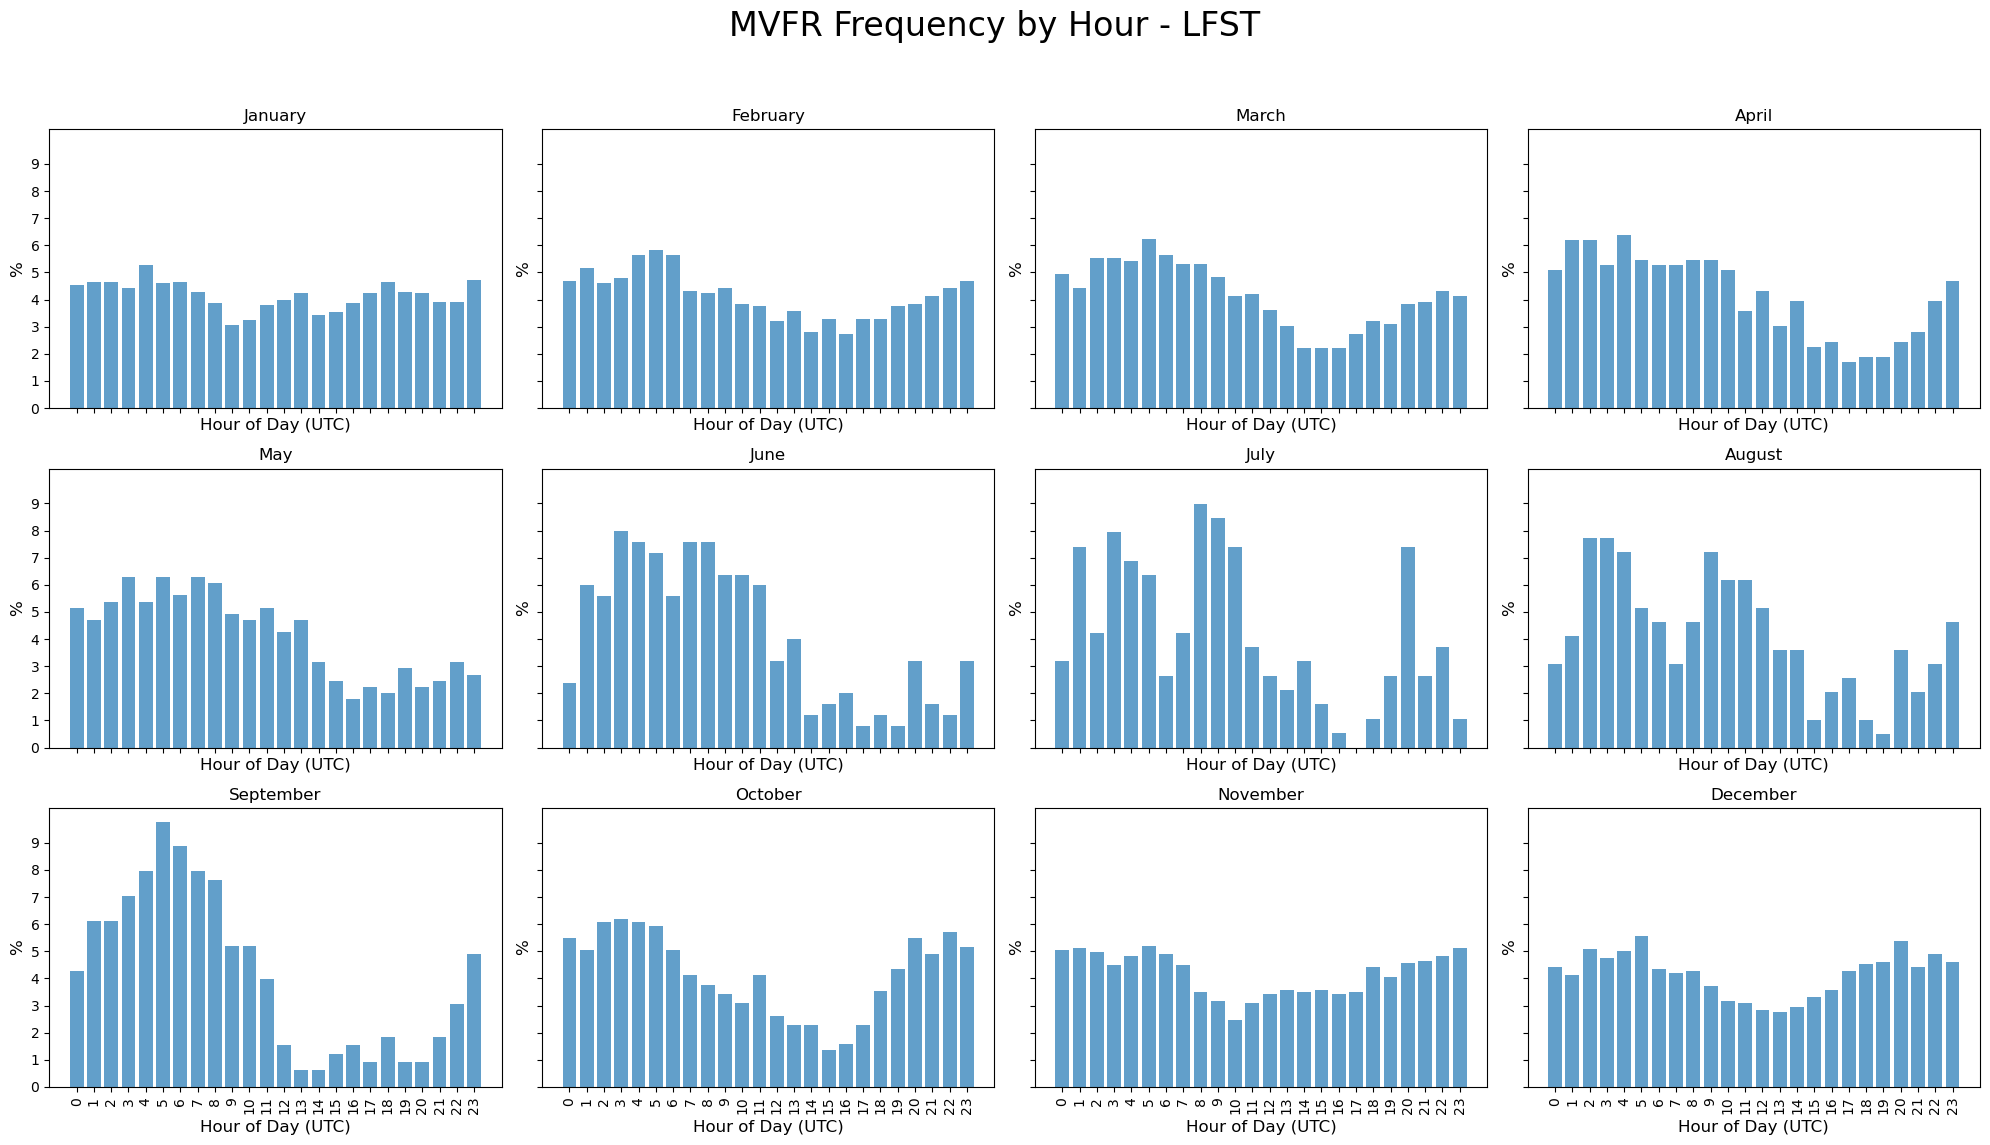 MVFR Frequency by Hour - LFST
January
February
March
April
9
8
7
6
5
4
3
2
1
0
%
%
%
%
Hour of Day (UTC)
Hour of Day (UTC)
Hour of Day (UTC)
Hour of Day (UTC)
May
June
July
August
9
8
7
6
5
4
3
2
1
0
%
%
%
%
Hour of Day (UTC)
Hour of Day (UTC)
Hour of Day (UTC)
Hour of Day (UTC)
September
October
November
December
9
8
7
6
5
4
3
2
1
0
%
%
%
%
0 1 2 3 4 5 6 7 8 9 10 11 12 13 14 15 16 17 18 19 20 21 22 23
0 1 2 3 4 5 6 7 8 9 10 11 12 13 14 15 16 17 18 19 20 21 22 23
0 1 2 3 4 5 6 7 8 9 10 11 12 13 14 15 16 17 18 19 20 21 22 23
0 1 2 3 4 5 6 7 8 9 10 11 12 13 14 15 16 17 18 19 20 21 22 23
Hour of Day (UTC)
Hour of Day (UTC)
Hour of Day (UTC)
Hour of Day (UTC)